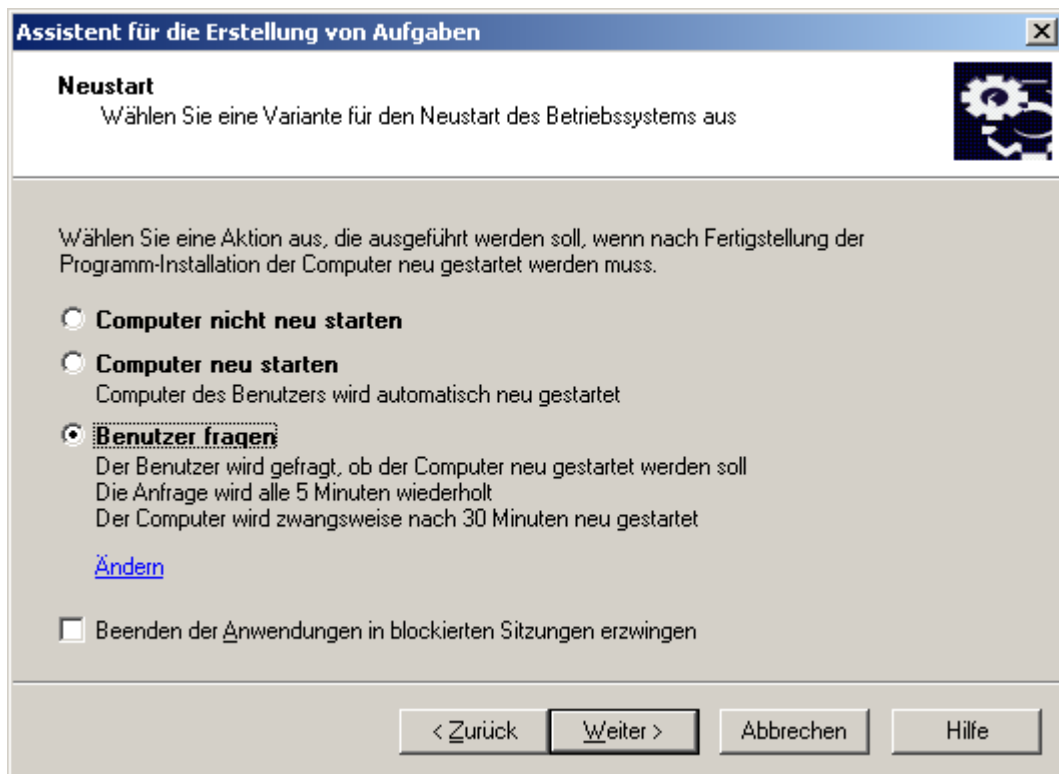 Assistent für die Erstellung von Aufgaben
Neustart
Wählen Sie eine Variante für den Neustart des Betriebssystems aus
Wählen Sie eine Aktion aus, die ausgeführt werden soll, wenn nach Fertigstellung der
Programm-Installation der Computer neu gestartet werden muss.
Computer nicht neu starten
Computer neu starten
Computer des Benutzers wird automatisch neu gestartet
Benutzer fragen
Der Benutzer wird gefragt, ob der Computer neu gestartet werden soll
Die Anfrage wird alle 5 Minuten wiederholt
Der Computer wird zwangsweise nach 30 Minuten neu gestartet
Ändern
Beenden der Anwendungen in blockierten Sitzungen erzwingen
< Zurück Weiter > Abbrechen Hilfe